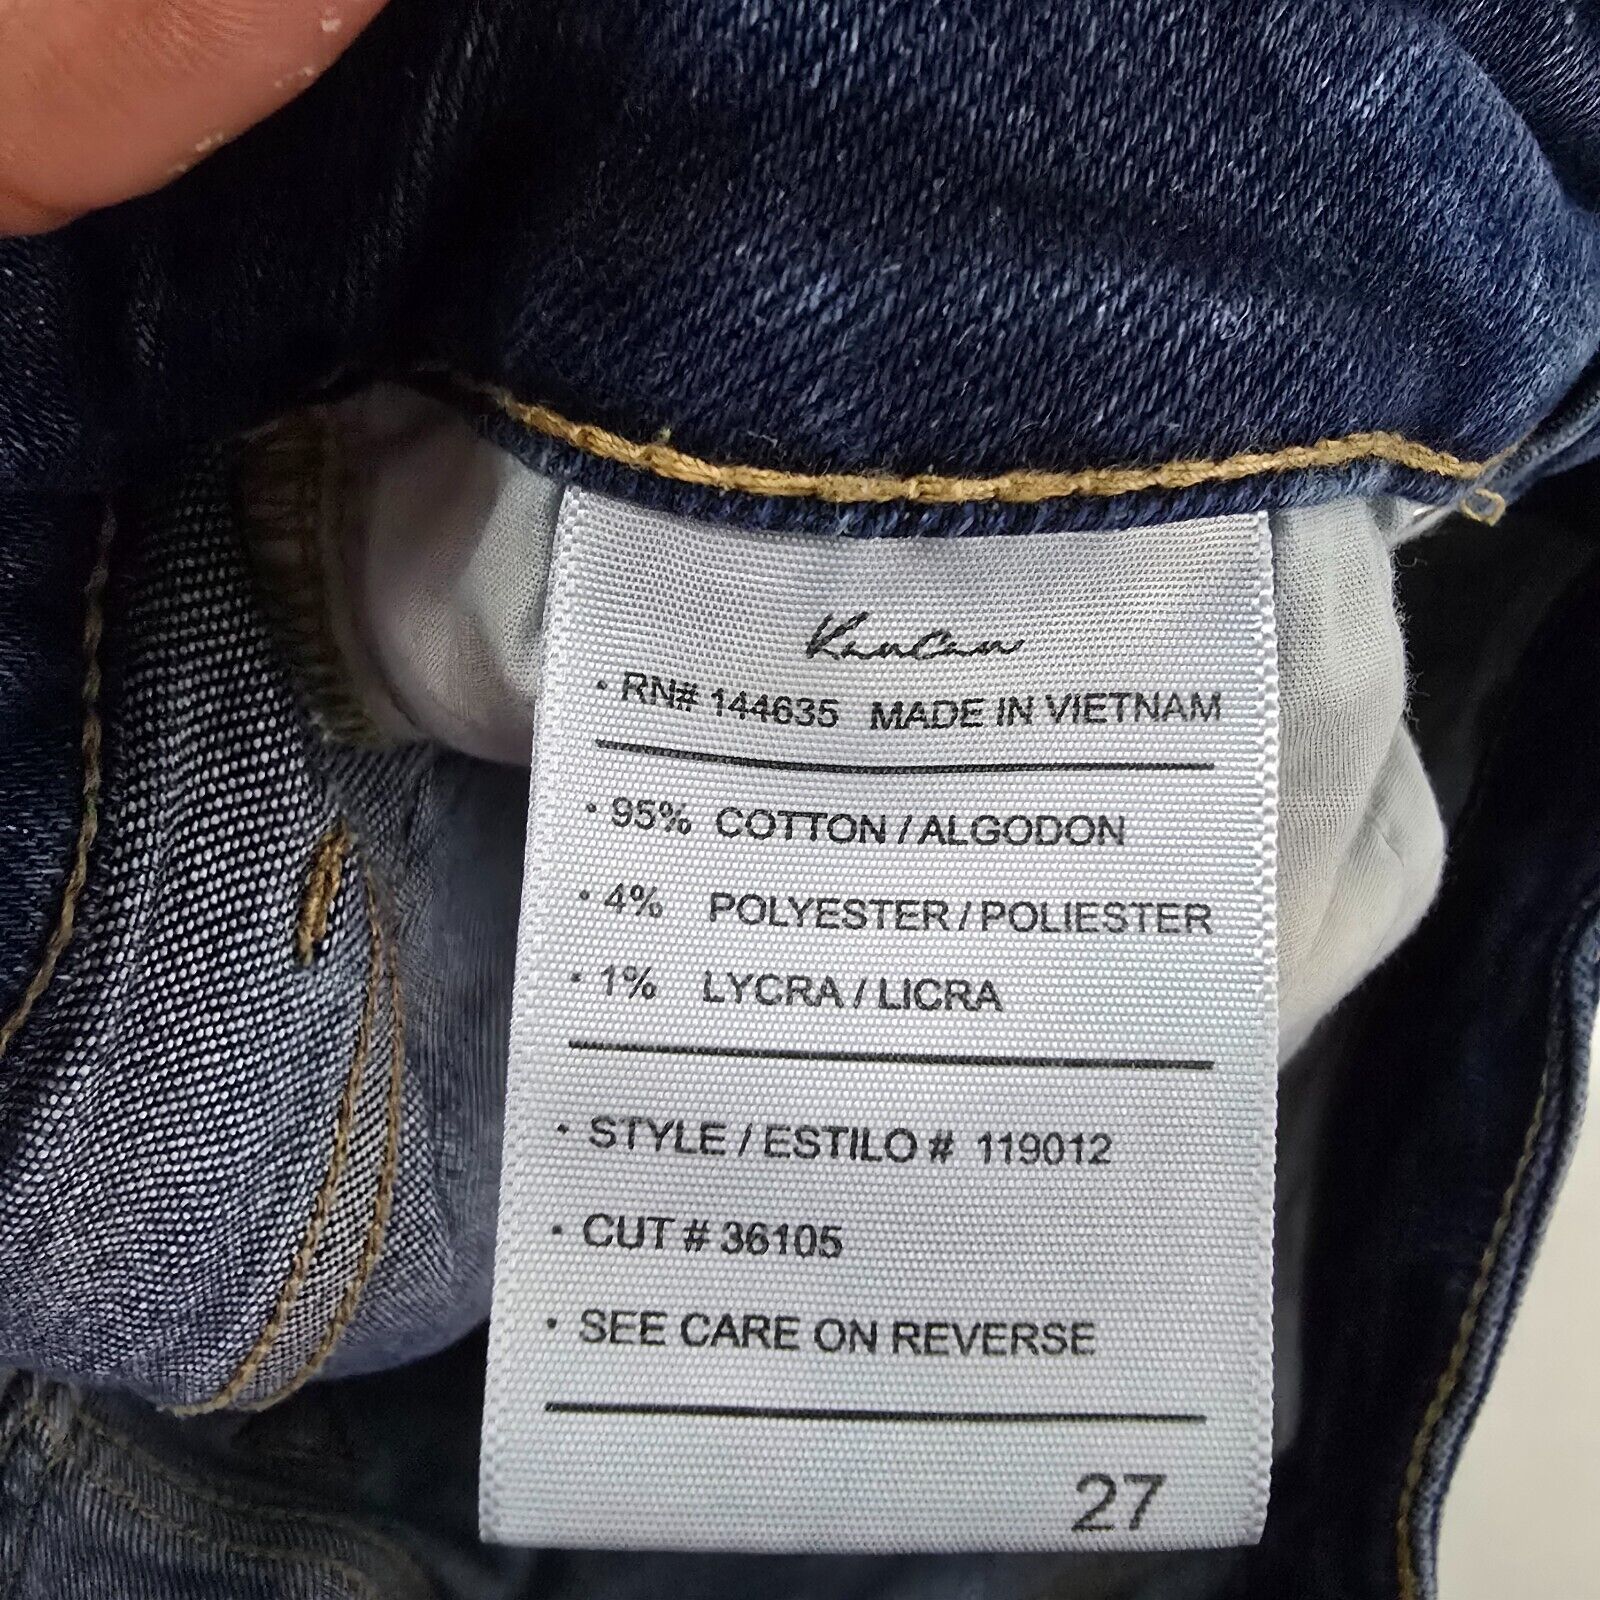 KanCan
• RN# 144635 MADE IN VIETNAM
• 95% COTTON / ALGODON
• 4% POLYESTER / POLIESTER
• 1% LYCRA / LICRA
• STYLE / ESTILO # 119012
• CUT # 36105
• SEE CARE ON REVERSE
27